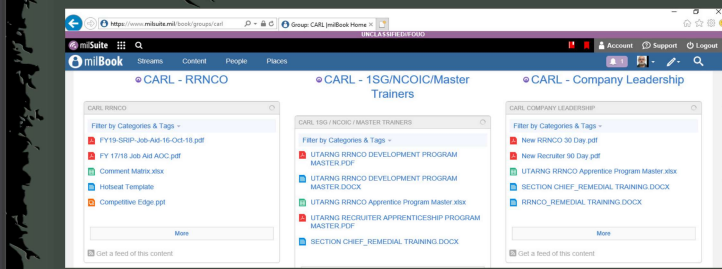 https://www.milsuite.mil/book/groups/carl
Group: CARL |milBook Home
UNCLASSIFIED//FOUO
milSuite
Account
Support
Logout
milBook
Streams
Content
People
Places
1
CARL - RRNCO
CARL RRNCO
Filter by Categories & Tags
FY19-SRIP-Job-Aid-16-Oct-18.pdf
FY 17/18 Job Aid AOC.pdf
Comment Matrix.xlsx
Hotseat Template
Competitive Edge.ppt
More
Get a feed of this content
CARL - 1SG/NCOIC/Master
Trainers
CARL 1SG / NCOIC / MASTER TRAINERS
Filter by Categories & Tags
UTARNG RRNCO DEVELOPMENT PROGRAM
MASTER.PDF
UTARNG RRNCO DEVELOPMENT PROGRAM
MASTER.DOCX
UTARNG RRNCO Apprentice Program Master.xlsx
UTARNG RECRUITER APPRENTICESHIP PROGRAM
MASTER.PDF
SECTION CHIEF_REMEDIAL TRAINING.DOCX
CARL - Company Leadership
CARL COMPANY LEADERSHIP
Filter by Categories & Tags
New RRNCO 30 Day.pdf
New Recruiter 90 Day.pdf
UTARNG RRNCO Apprentice Program Master.xlsx
SECTION CHIEF_REMEDIAL TRAINING.DOCX
RRNCO_REMEDIAL TRAINING.DOCX
More
Get a feed of this content